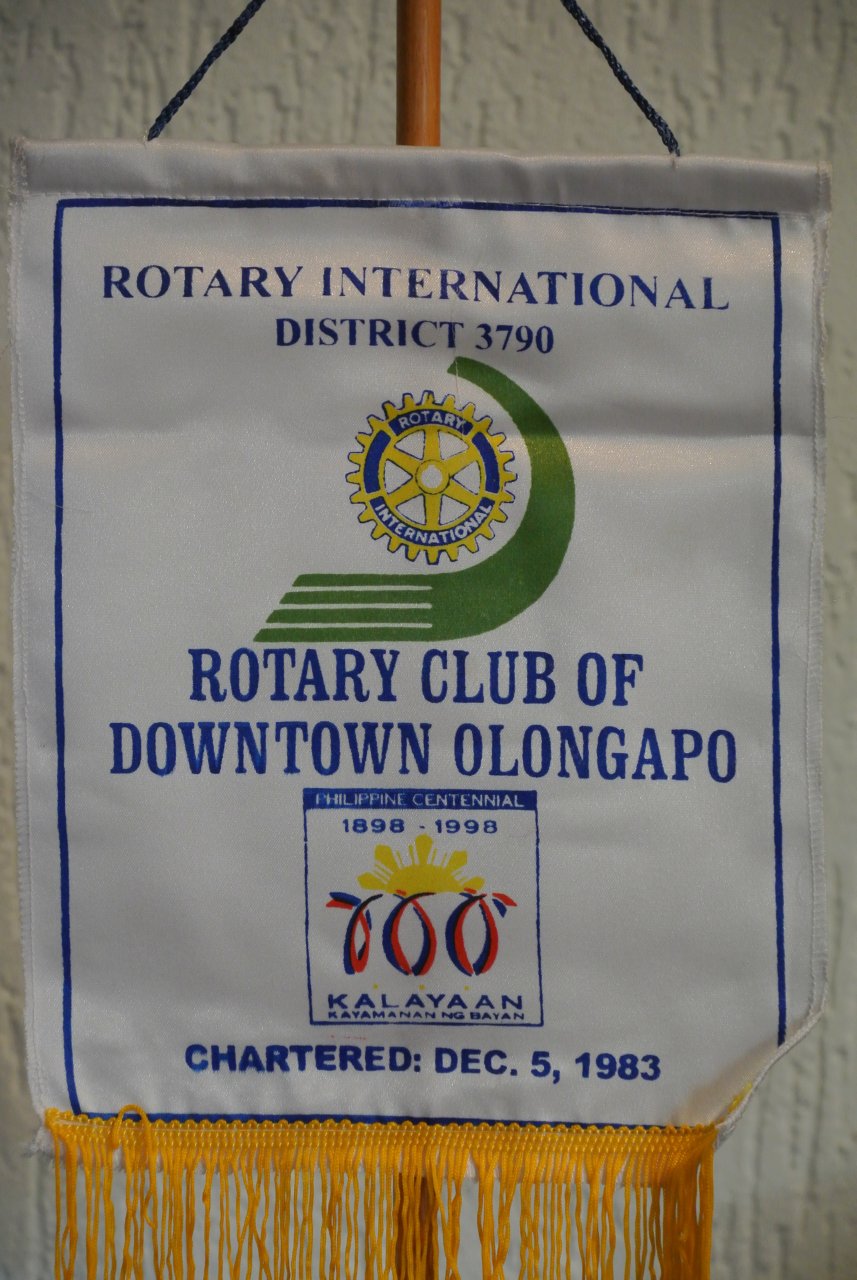 ROTARY INTERNATIONAL
DISTRICT 3790
ROTARY
INTERNATIONAL
ROTARY CLUB OF
DOWNTOWN OLONGAPO
PHILIPPINE CENTENNIAL
1898 - 1998
100
KALAYAAN
KAYAMANAN NG BAYAN
CHARTERED: DEC. 5, 1983